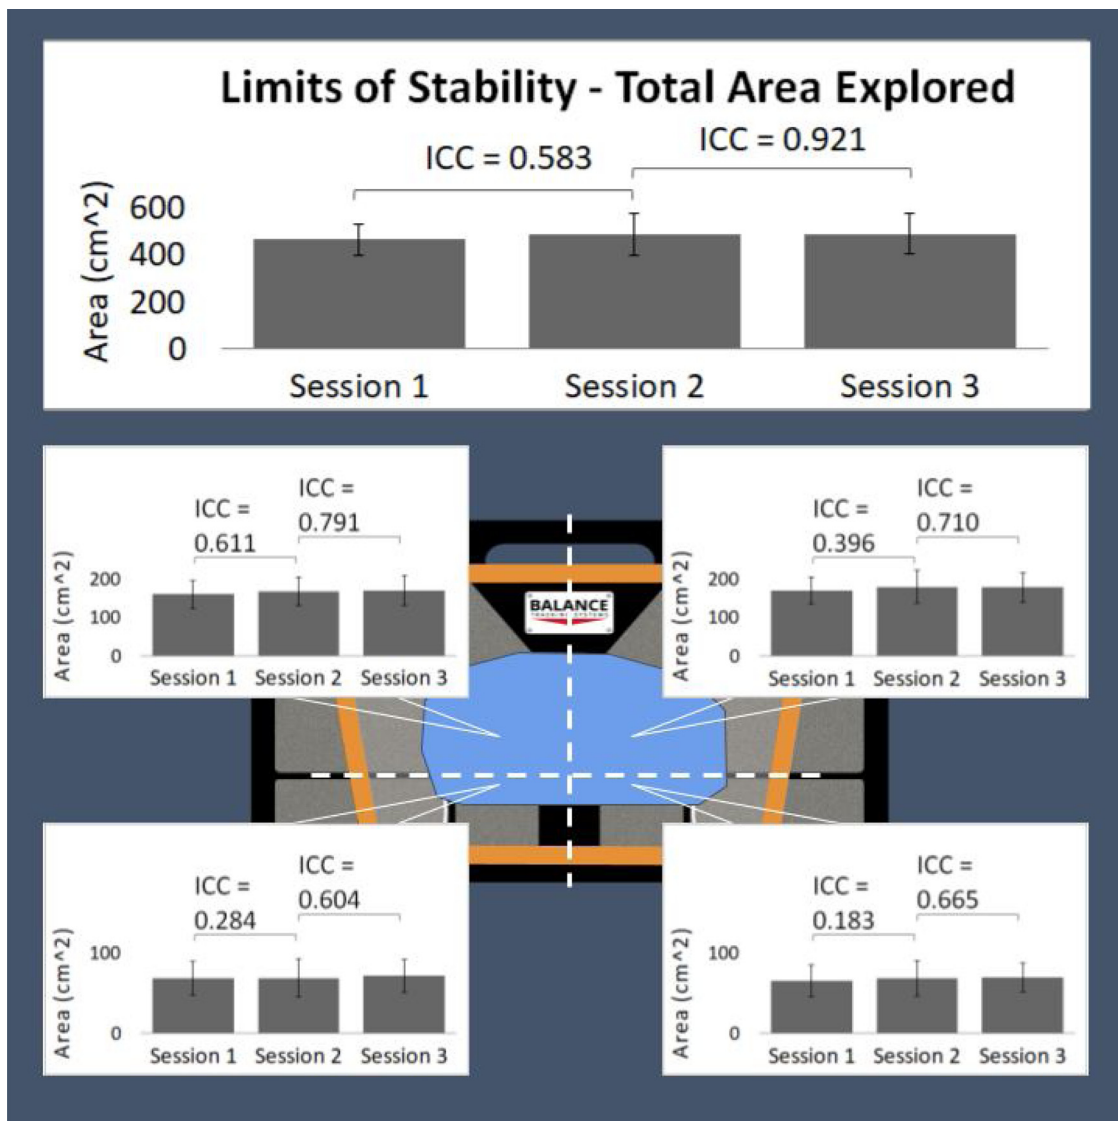 Limits of Stability - Total Area Explored
ICC = 0.583
ICC = 0.921
Area (cm^2)
600
400
200
0
Session 1 Session 2 Session 3
ICC =
0.611
ICC =
0.791
Area (cm^2)
200
100
0
Session 1 Session 2 Session 3
ICC =
0.396
ICC =
0.710
Area (cm^2)
200
100
0
Session 1 Session 2 Session 3
BALANCE
TRACKING SYSTEMS
ICC =
0.284
ICC =
0.604
Area (cm^2)
100
0
Session 1 Session 2 Session 3
ICC =
0.183
ICC =
0.665
Area (cm^2)
100
0
Session 1 Session 2 Session 3